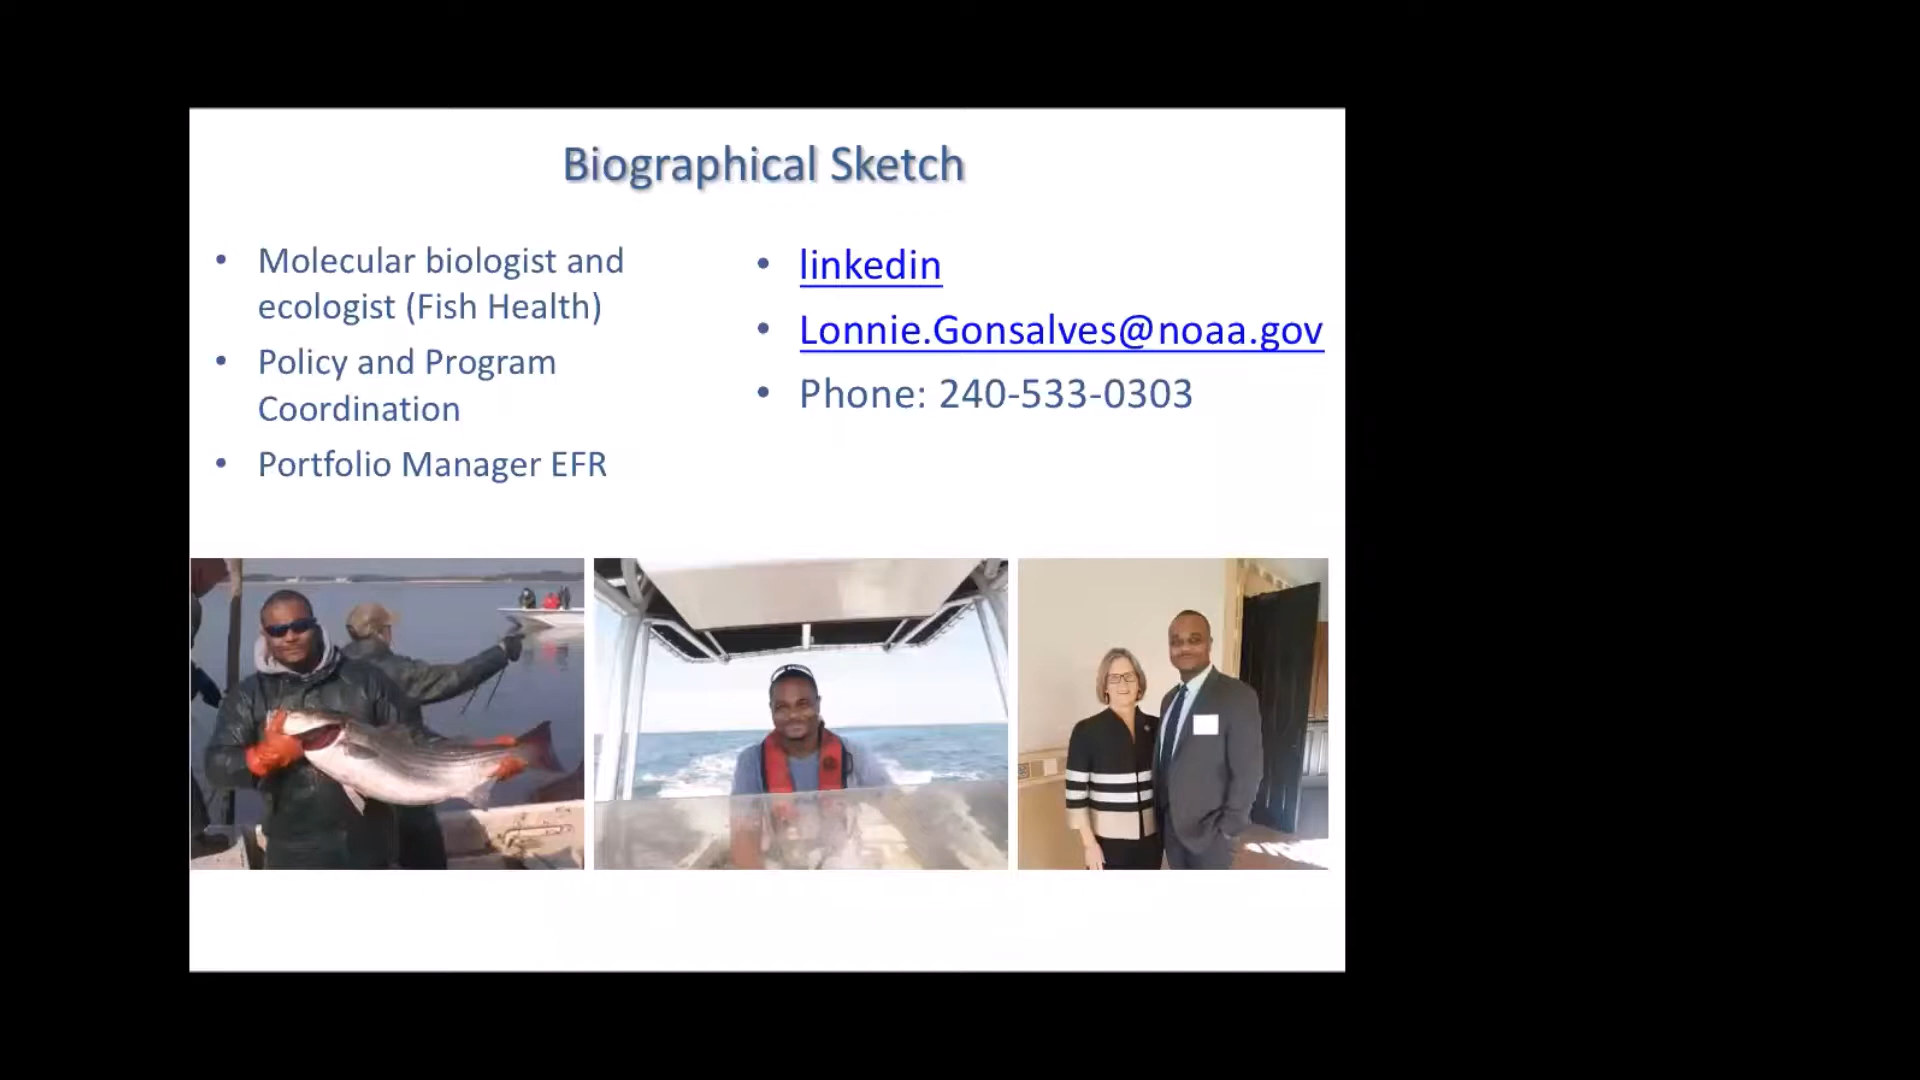 Biographical Sketch
• Molecular biologist and
ecologist (Fish Health)
• Policy and Program
Coordination
• Portfolio Manager EFR
• linkedin
• Lonnie.Gonsalves@noaa.gov
• Phone: 240-533-0303